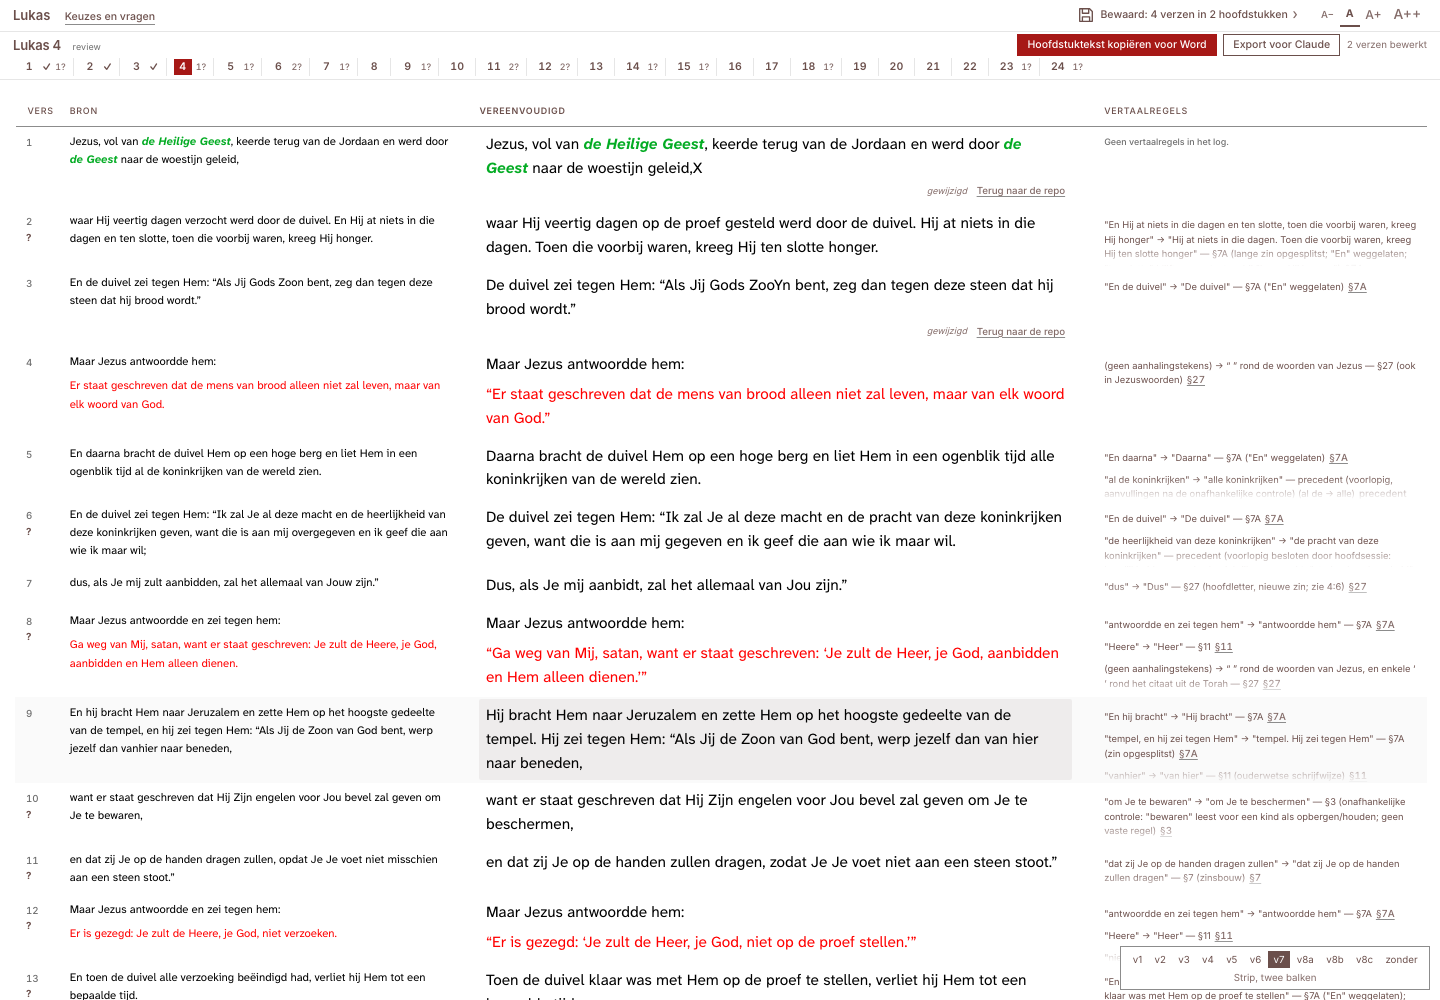 Lukas Keuzes en vragen Bewaard: 4 verzen in 2 hoofdstukken › A− A A+ A++
Lukas 4 review Hoofdstuktekst kopiëren voor Word Export voor Claude 2 verzen bewerkt
1 ✓ 1? 2 ✓ 3 ✓ 4 1? 5 1? 6 2? 7 1? 8 9 1? 10 11 2? 12 2? 13 14 1? 15 1? 16 17 18 1? 19 20 21 22 23 1? 24 1?
VERS BRON VEREENVOUDIGD VERTAALREGELS
1
Jezus, vol van de Heilige Geest, keerde terug van de Jordaan en werd door
de Geest naar de woestijn geleid,
Jezus, vol van de Heilige Geest, keerde terug van de Jordaan en werd door de
Geest naar de woestijn geleid,X
gewijzigd Terug naar de repo
Geen vertaalregels in het log.
2
?
waar Hij veertig dagen verzocht werd door de duivel. En Hij at niets in die
dagen en ten slotte, toen die voorbij waren, kreeg Hij honger.
waar Hij veertig dagen op de proef gesteld werd door de duivel. Hij at niets in die
dagen. Toen die voorbij waren, kreeg Hij ten slotte honger.
"En Hij at niets in die dagen en ten slotte, toen die voorbij waren, kreeg
Hij honger" → "Hij at niets in die dagen. Toen die voorbij waren, kreeg
Hij ten slotte honger" — §7A (lange zin opgesplitst; "En" weggelaten;
3
En de duivel zei tegen Hem: “Als Jij Gods Zoon bent, zeg dan tegen deze
steen dat hij brood wordt.”
De duivel zei tegen Hem: “Als Jij Gods ZooYn bent, zeg dan tegen deze steen dat hij
brood wordt.”
gewijzigd Terug naar de repo
"En de duivel" → "De duivel" — §7A ("En" weggelaten) §7A
4
Maar Jezus antwoordde hem:
Er staat geschreven dat de mens van brood alleen niet zal leven, maar van
elk woord van God.
Maar Jezus antwoordde hem:
“Er staat geschreven dat de mens van brood alleen niet zal leven, maar van elk woord
van God.”
(geen aanhalingstekens) → “ ” rond de woorden van Jezus — §27 (ook
in Jezuswoorden) §27
5
En daarna bracht de duivel Hem op een hoge berg en liet Hem in een
ogenblik tijd al de koninkrijken van de wereld zien.
Daarna bracht de duivel Hem op een hoge berg en liet Hem in een ogenblik tijd alle
koninkrijken van de wereld zien.
"En daarna" → "Daarna" — §7A ("En" weggelaten) §7A
"al de koninkrijken" → "alle koninkrijken" — precedent (voorlopig,
aanvullingen na de onafhankelijke controle) (al de → alle) precedent
6
?
En de duivel zei tegen Hem: “Ik zal Je al deze macht en de heerlijkheid van
deze koninkrijken geven, want die is aan mij overgegeven en ik geef die aan
wie ik maar wil;
De duivel zei tegen Hem: “Ik zal Je al deze macht en de pracht van deze koninkrijken
geven, want die is aan mij gegeven en ik geef die aan wie ik maar wil.
"En de duivel" → "De duivel" — §7A §7A
"de heerlijkheid van deze koninkrijken" → "de pracht van deze
koninkrijken" — precedent (voorlopig besloten door hoofdsessie:
7
dus, als Je mij zult aanbidden, zal het allemaal van Jouw zijn.”
Dus, als Je mij aanbidt, zal het allemaal van Jou zijn.”
"dus" → "Dus" — §27 (hoofdletter, nieuwe zin; zie 4:6) §27
8
?
Maar Jezus antwoordde en zei tegen hem:
Ga weg van Mij, satan, want er staat geschreven: Je zult de Heere, je God,
aanbidden en Hem alleen dienen.
Maar Jezus antwoordde hem:
“Ga weg van Mij, satan, want er staat geschreven: ‘Je zult de Heer, je God, aanbidden
en Hem alleen dienen.’”
"antwoordde en zei tegen hem" → "antwoordde hem" — §7A §7A
"Heere" → "Heer" — §11 §11
(geen aanhalingstekens) → “ ” rond de woorden van Jezus, en enkele ‘
’ rond het citaat uit de Torah — §27 §27
9
En hij bracht Hem naar Jeruzalem en zette Hem op het hoogste gedeelte
van de tempel, en hij zei tegen Hem: “Als Jij de Zoon van God bent, werp
jezelf dan vanhier naar beneden,
Hij bracht Hem naar Jeruzalem en zette Hem op het hoogste gedeelte van de
tempel. Hij zei tegen Hem: “Als Jij de Zoon van God bent, werp jezelf dan van hier
naar beneden,
"En hij bracht" → "Hij bracht" — §7A §7A
"tempel, en hij zei tegen Hem" → "tempel. Hij zei tegen Hem" — §7A
(zin opgesplitst) §7A
"vanhier" → "van hier" — §11 (ouderwetse schrijfwijze) §11
10
?
want er staat geschreven dat Hij Zijn engelen voor Jou bevel zal geven om
Je te bewaren,
want er staat geschreven dat Hij Zijn engelen voor Jou bevel zal geven om Je te
beschermen,
"om Je te bewaren" → "om Je te beschermen" — §3 (onafhankelijke
controle: "bewaren" leest voor een kind als opbergen/houden; geen
vaste regel) §3
11
?
en dat zij Je op de handen dragen zullen, opdat Je Je voet niet misschien
aan een steen stoot.”
en dat zij Je op de handen zullen dragen, zodat Je Je voet niet aan een steen stoot.”
"dat zij Je op de handen dragen zullen" → "dat zij Je op de handen
zullen dragen" — §7 (zinsbouw) §7
12
?
Maar Jezus antwoordde en zei tegen hem:
Er is gezegd: Je zult de Heere, je God, niet verzoeken.
Maar Jezus antwoordde hem:
“Er is gezegd: ‘Je zult de Heer, je God, niet op de proef stellen.’”
"antwoordde en zei tegen hem" → "antwoordde hem" — §7A §7A
"Heere" → "Heer" — §11 §11
13
?
En toen de duivel alle verzoeking beëindigd had, verliet hij Hem tot een
bepaalde tijd.
Toen de duivel klaar was met Hem op de proef te stellen, verliet hij Hem tot een
"En
klaar was met Hem op de proef te stellen" — §7A ("En" weggelaten;
v1 v2 v3 v4 v5 v6 v7 v8a v8b v8c zonder
Strip, twee balken